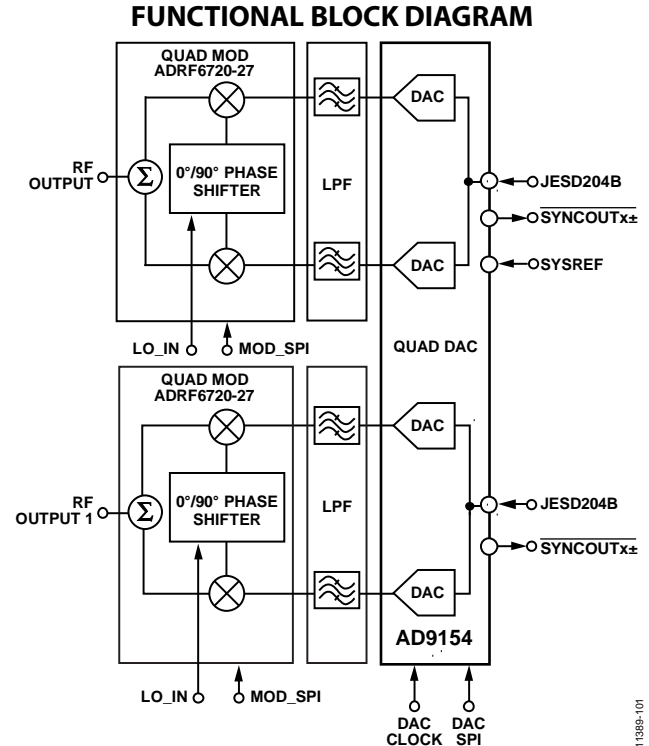 FUNCTIONAL BLOCK DIAGRAM
QUAD MOD
ADRF6720-27
DAC
RF
OUTPUT
Σ
0°/90° PHASE
SHIFTER
LPF
JESD204B
SYNCOUTx±
DAC
SYSREF
LO_IN
MOD_SPI
QUAD DAC
QUAD MOD
ADRF6720-27
DAC
RF
OUTPUT 1
Σ
0°/90° PHASE
SHIFTER
LPF
JESD204B
SYNCOUTx±
DAC
AD9154
LO_IN
MOD_SPI
DAC
CLOCK
DAC
SPI
11389-101